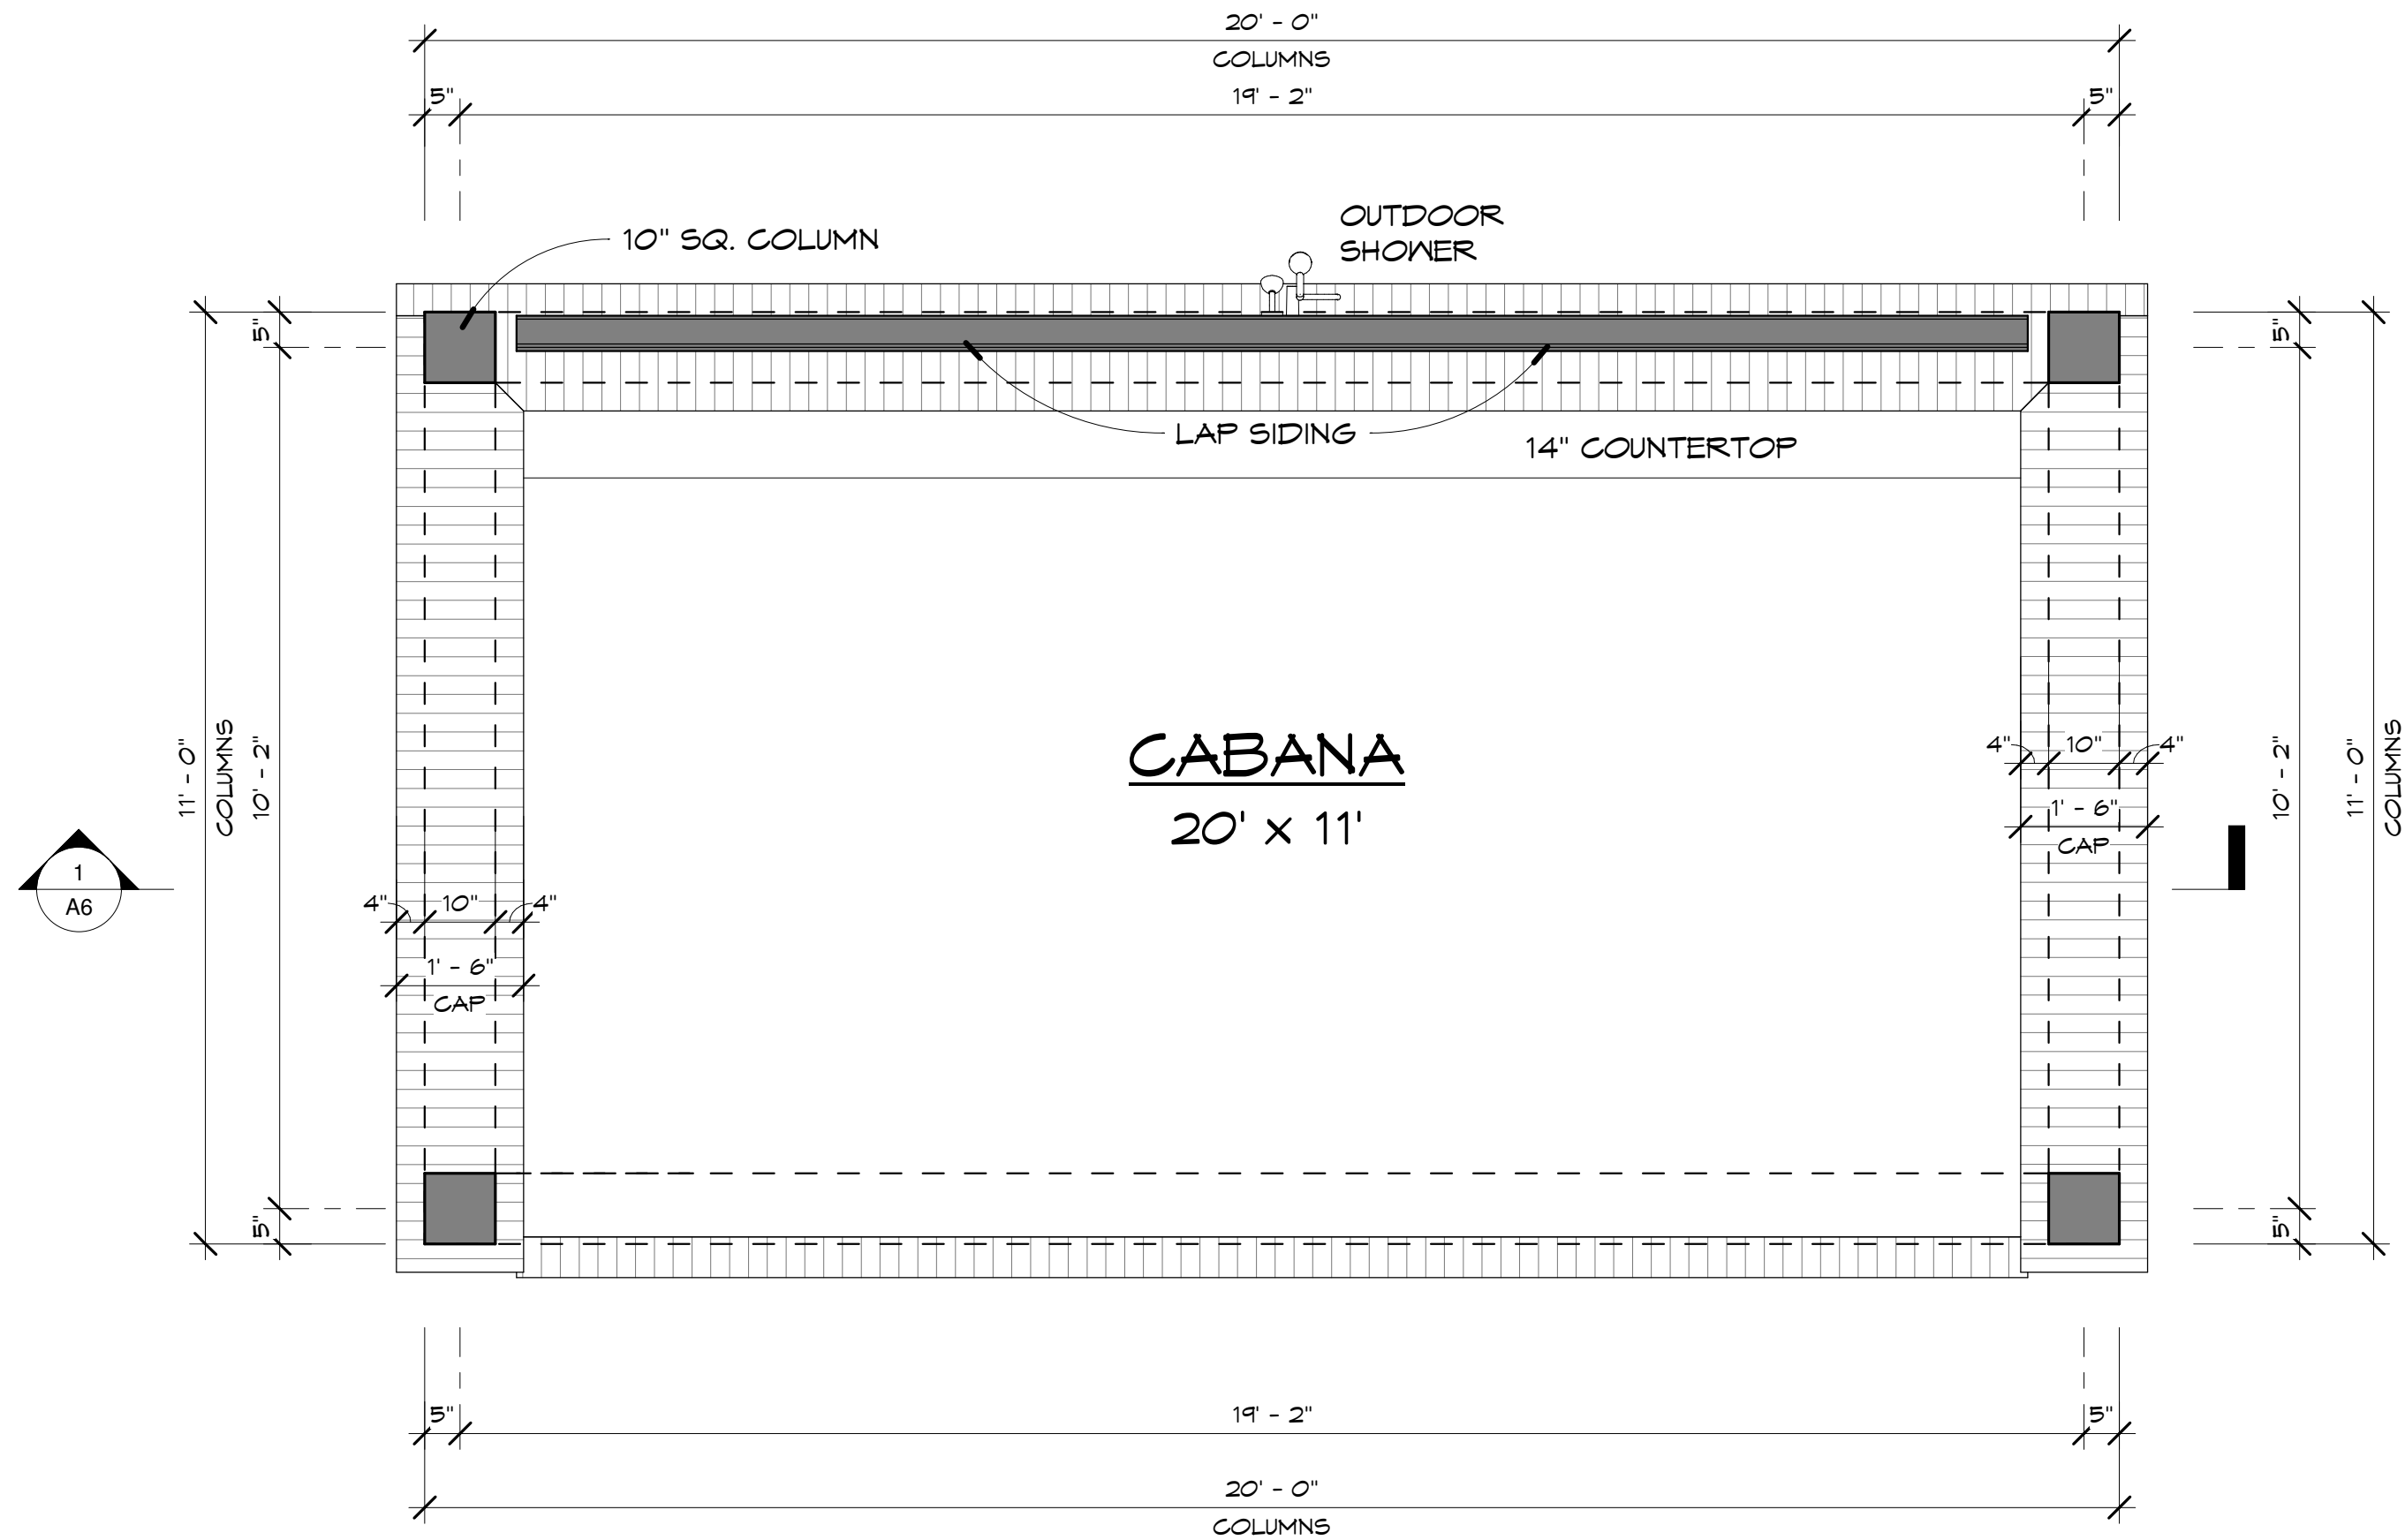 20' - 0"
COLUMNS
5"
19' - 2"
5"
OUTDOOR
SHOWER
10" SQ. COLUMN
5"
5"
LAP SIDING
14" COUNTERTOP
11' - 0"
COLUMNS
10' - 2"
CABANA
20' x 11'
4"
10"
4"
1' - 6"
CAP
10' - 2"
11' - 0"
COLUMNS
1
A6
4"
10"
4"
1' - 6"
CAP
5"
5"
5"
19' - 2"
5"
20' - 0"
COLUMNS